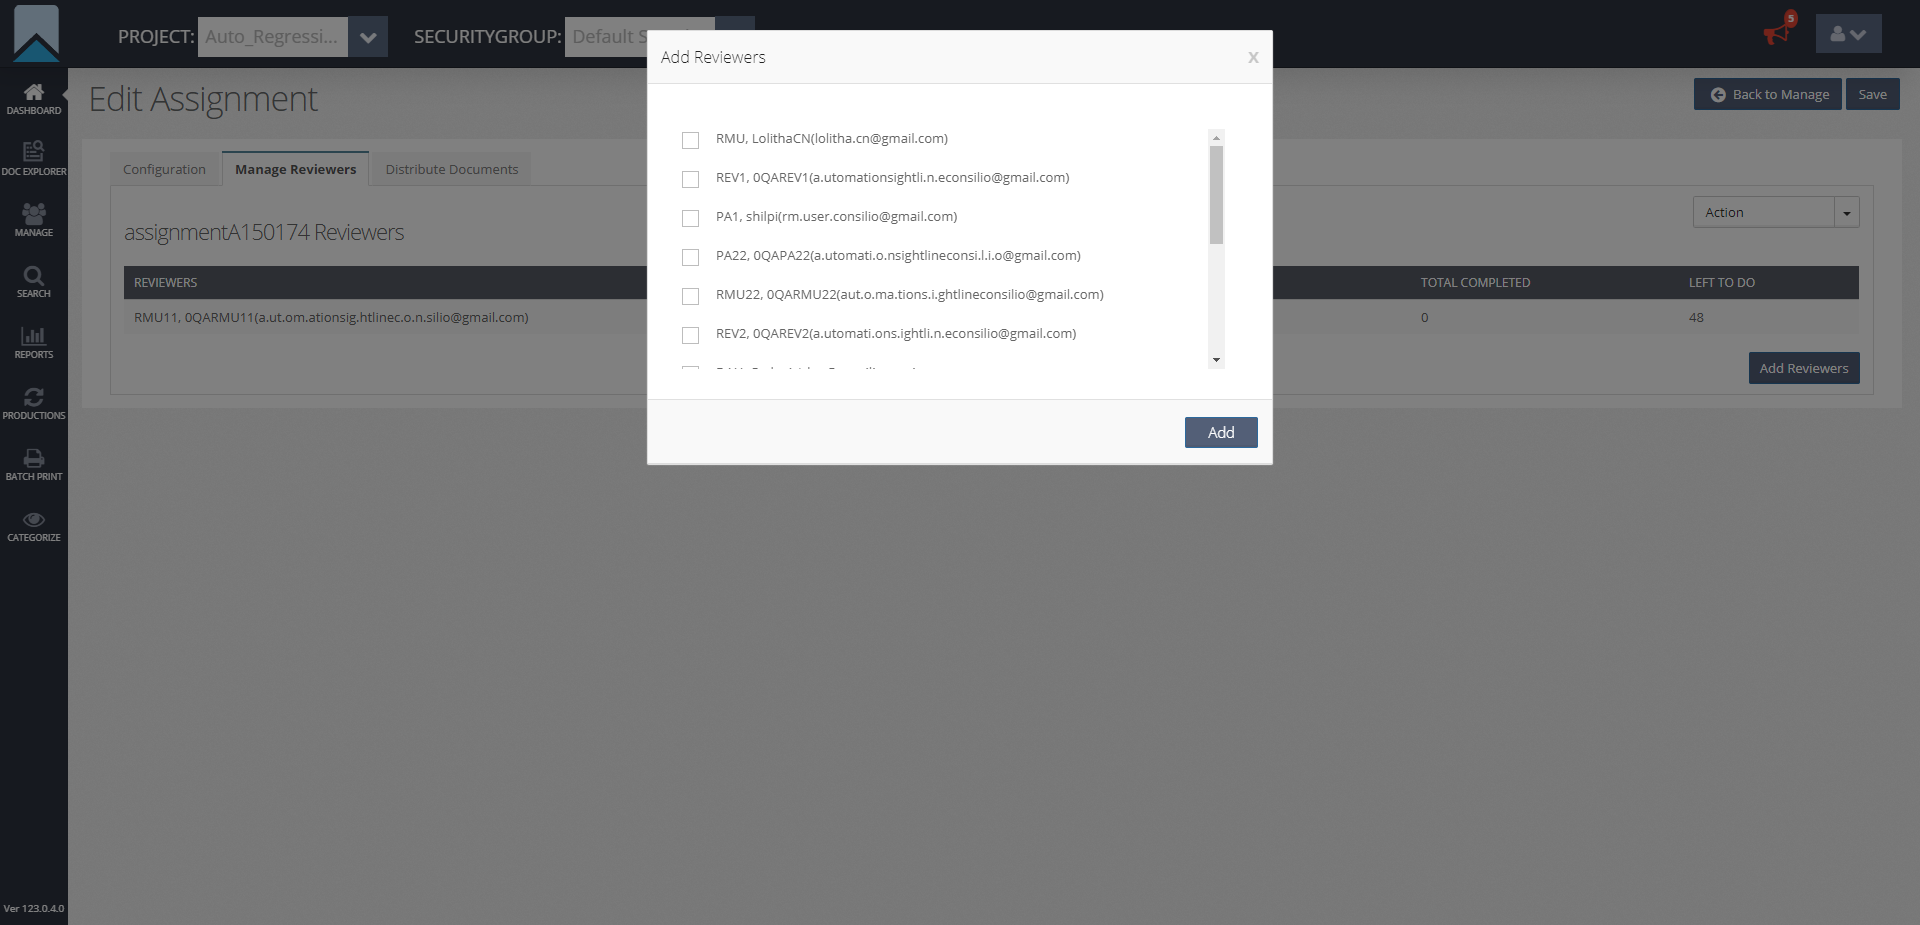 PROJECT: Auto_Regressi... SECURITYGROUP: Default S
5
Add Reviewers
x
DASHBOARD
DOC EXPLORER
MANAGE
SEARCH
REPORTS
PRODUCTIONS
BATCH PRINT
CATEGORIZE
Ver 123.0.4.0
Edit Assignment
Back to Manage
Save
Configuration
Manage Reviewers
Distribute Documents
assignmentA150174 Reviewers
Action
REVIEWERS
TOTAL COMPLETED
LEFT TO DO
RMU11, 0QARMU11(a.ut.om.ationsig.htlinec.o.n.silio@gmail.com)
0
48
Add Reviewers
RMU, LolithaCN(lolitha.cn@gmail.com)
REV1, 0QAREV1(a.utomationsightli.n.econsilio@gmail.com)
PA1, shilpi(rm.user.consilio@gmail.com)
PA22, 0QAPA22(a.utomati.o.nsightlineconsi.l.i.o@gmail.com)
RMU22, 0QARMU22(aut.o.ma.tions.i.ghtlineconsilio@gmail.com)
REV2, 0QAREV2(a.utomati.ons.ightli.n.econsilio@gmail.com)
Add